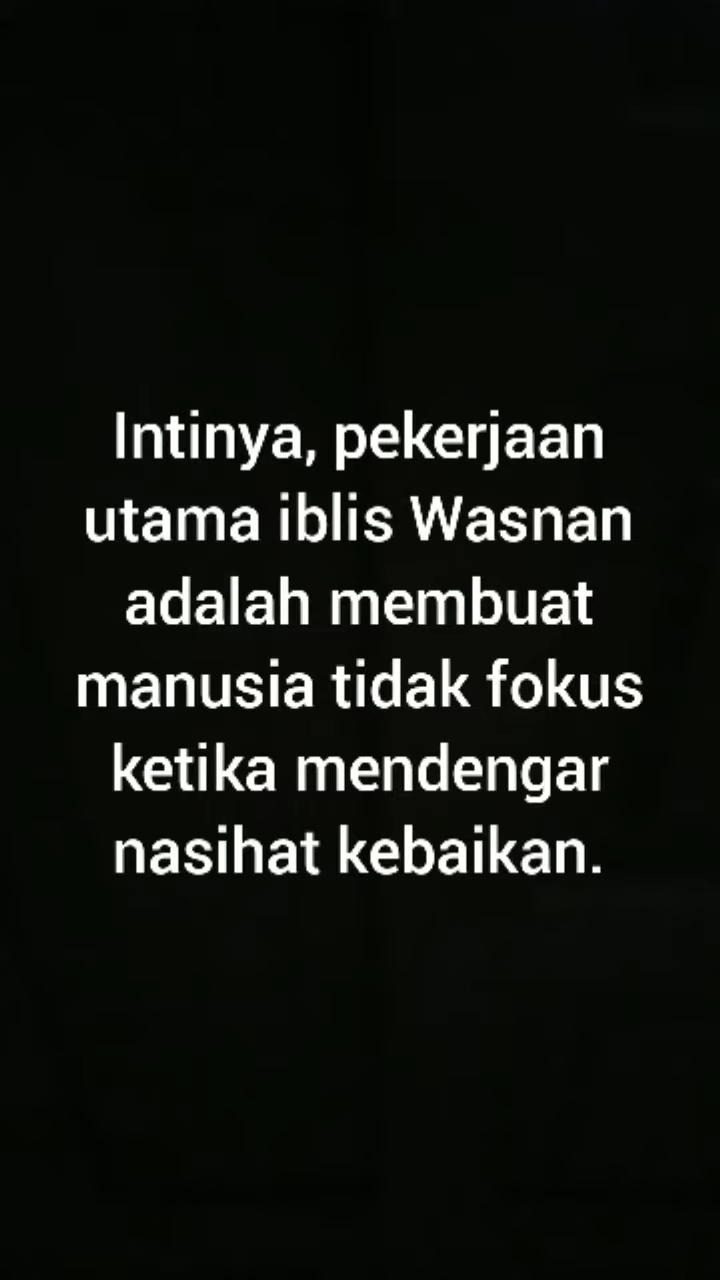 Intinya, pekerjaan
utama iblis Wasnan
adalah membuat
manusia tidak fokus
ketika mendengar
nasihat kebaikan.